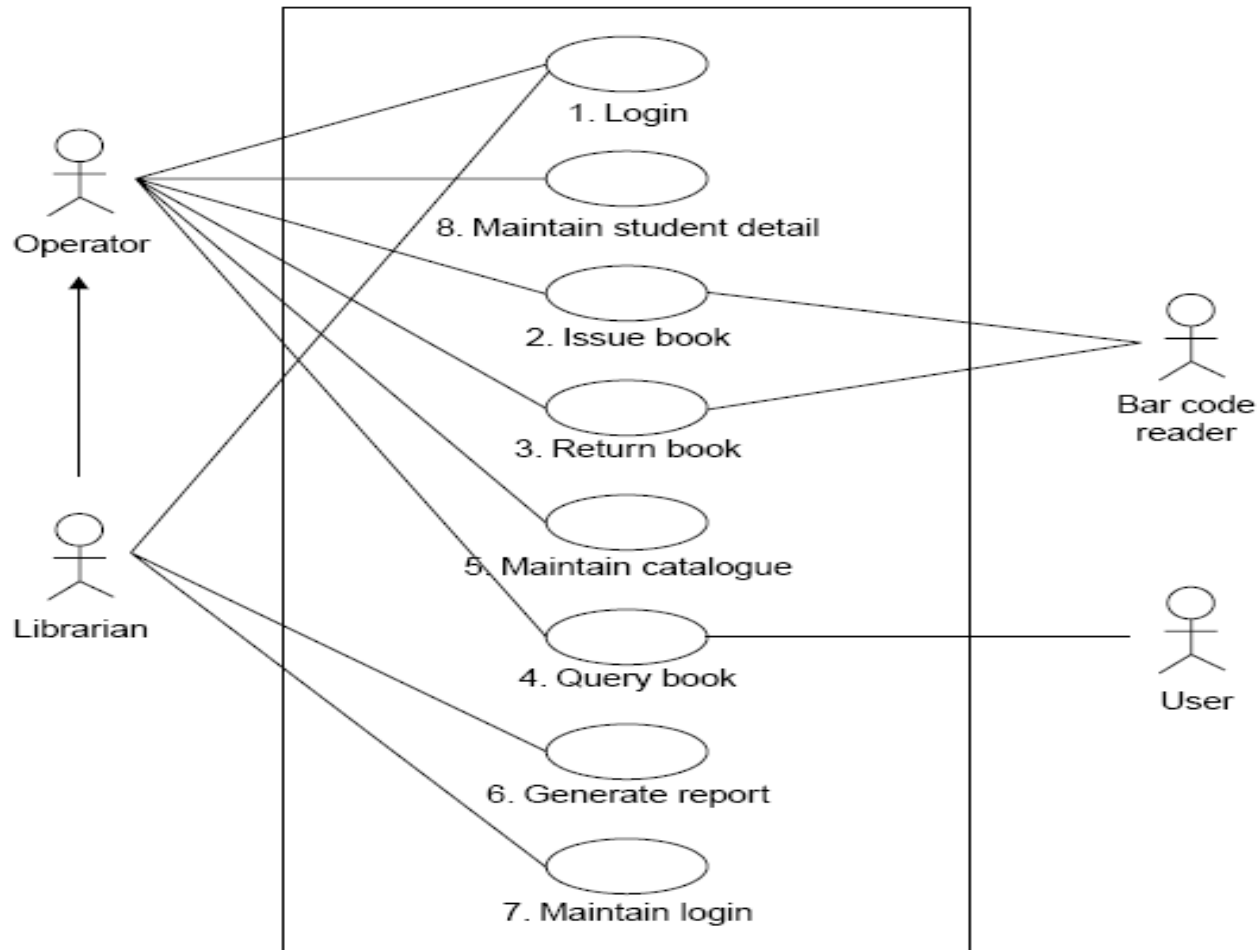 1. Login
Operator
8. Maintain student detail
2. Issue book
Bar code
reader
3. Return book
5. Maintain catalogue
Librarian
4. Query book
User
6. Generate report
7. Maintain login